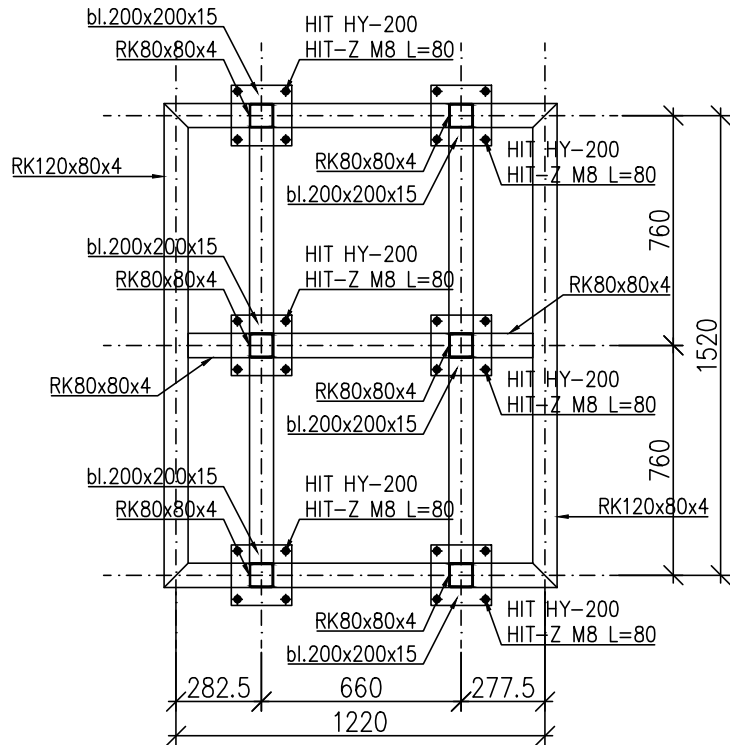 bl.200x200x15
HIT HY-200
RK80x80x4
HIT-Z M8 L=80
RK80x80x4
HIT HY-200
RK120x80x4
HIT-Z M8 L=80
bl.200x200x15
760
bl.200x200x15
HIT HY-200
RK80x80x4
HIT-Z M8 L=80
RK80x80x4
1520
RK80x80x4
RK80x80x4
HIT HY-200
HIT-Z M8 L=80
bl.200x200x15
760
bl.200x200x15
HIT HY-200
RK80x80x4
HIT-Z M8 L=80
RK120x80x4
RK80x80x4
HIT HY-200
HIT-Z M8 L=80
bl.200x200x15
282.5
660
277.5
1220